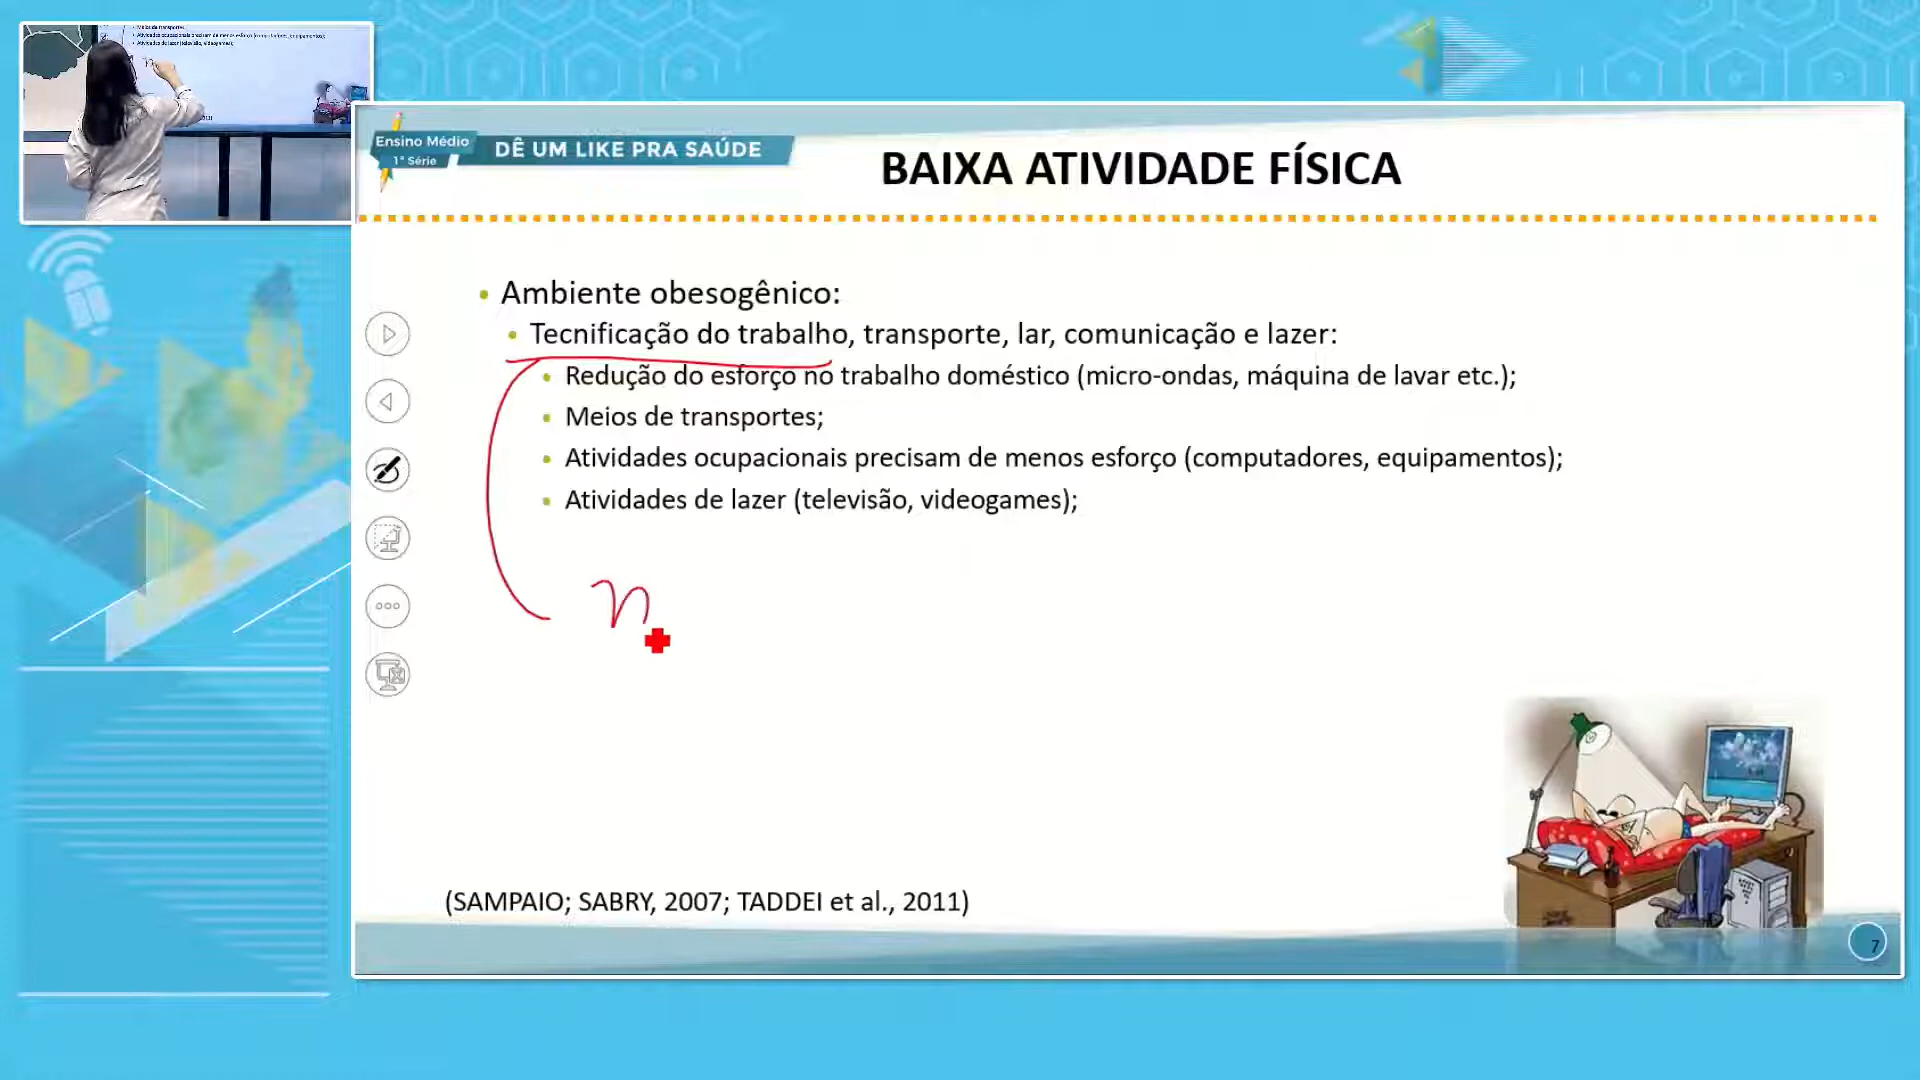 Ensino Médio
1ª Série
DÊ UM LIKE PRA SAÚDE
BAIXA ATIVIDADE FÍSICA
• Ambiente obesogênico:
• Tecnificação do trabalho, transporte, lar, comunicação e lazer:
• Redução do esforço no trabalho doméstico (micro-ondas, máquina de lavar etc.);
• Meios de transportes;
• Atividades ocupacionais precisam de menos esforço (computadores, equipamentos);
• Atividades de lazer (televisão, videogames);
n
(SAMPAIO; SABRY, 2007; TADDEI et al., 2011)
7